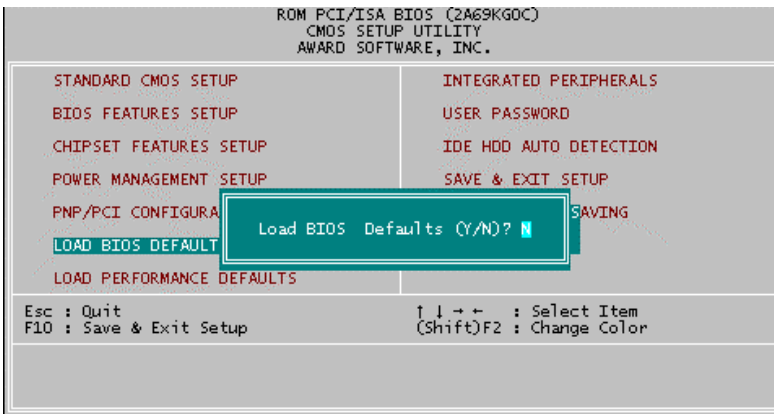 ROM PCI/ISA BIOS (2A69KGOC)
CMOS SETUP UTILITY
AWARD SOFTWARE, INC.
STANDARD CMOS SETUP
BIOS FEATURES SETUP
CHIPSET FEATURES SETUP
POWER MANAGEMENT SETUP
PNP/PCI CONFIGURA
LOAD BIOS DEFAULT
LOAD PERFORMANCE DEFAULTS
INTEGRATED PERIPHERALS
USER PASSWORD
IDE HDD AUTO DETECTION
SAVE & EXIT SETUP
SAVING
Load BIOS Defaults (Y/N)? N
Esc : Quit
F10 : Save & Exit Setup
↑ ↓ → ← : Select Item
(Shift)F2 : Change Color